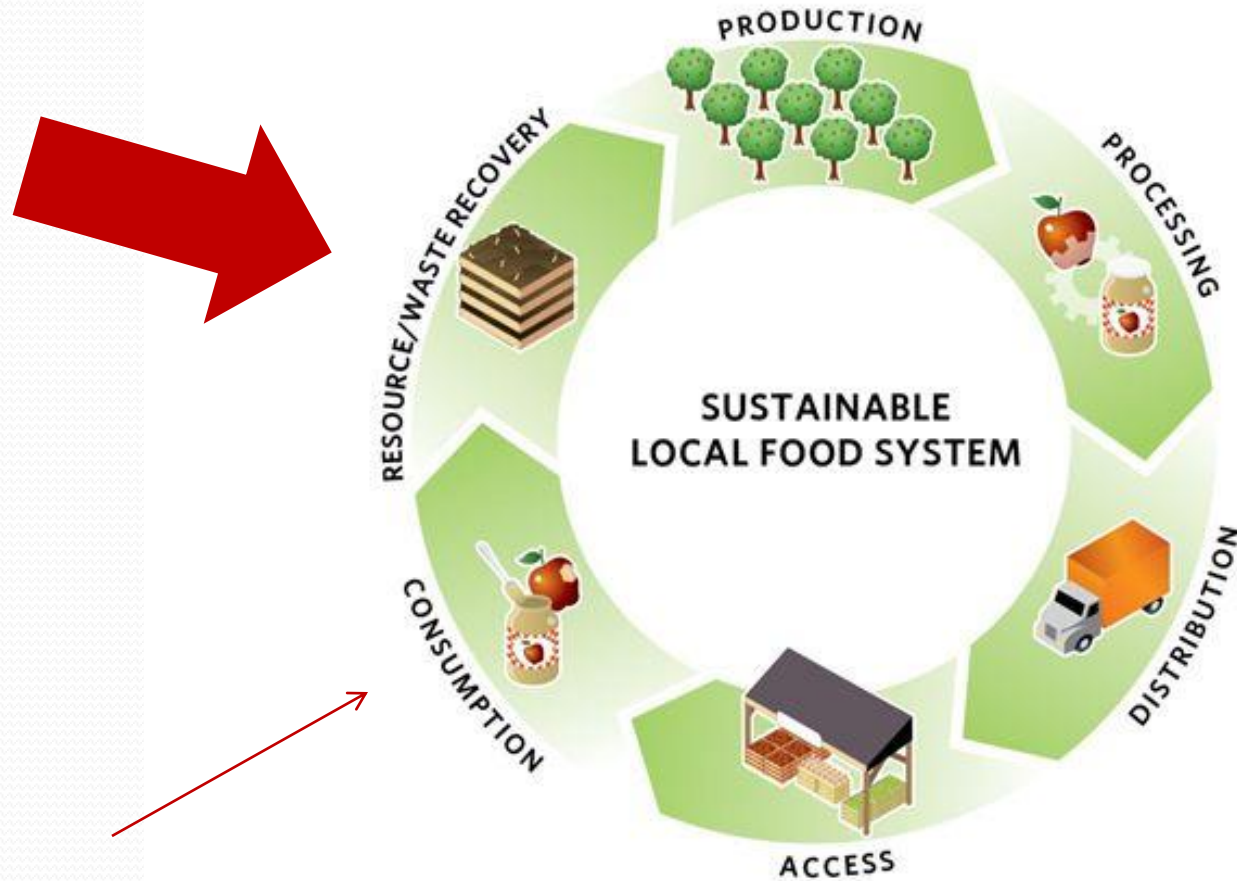 PRODUCTION
PROCESSING
DISTRIBUTION
ACCESS
CONSUMPTION
RESOURCE/WASTE RECOVERY
SUSTAINABLE
LOCAL FOOD SYSTEM